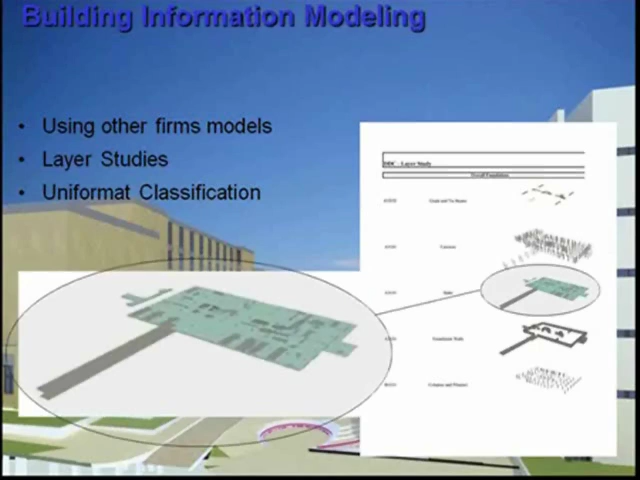 Building Information Modeling
• Using other firms models
• Layer Studies
• Uniformat Classification
DDC - Layer Study
Overall Foundations
Grade and Tie Beams
Caissons
Slabs
Foundation Walls
Columns and Pilasters